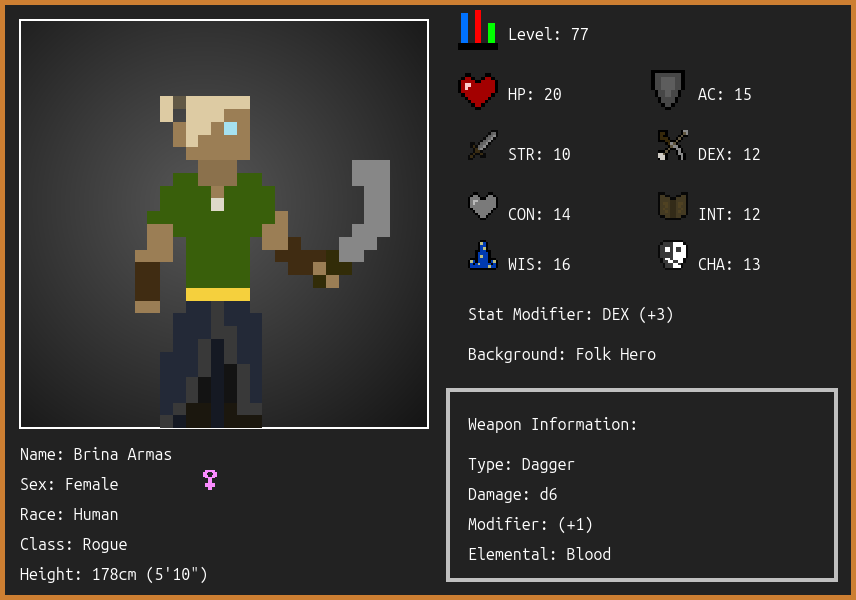 Level: 77
HP: 20
AC: 15
STR: 10
DEX: 12
CON: 14
INT: 12
WIS: 16
CHA: 13
Stat Modifier: DEX (+3)
Background: Folk Hero
Weapon Information:
Type: Dagger
Damage: d6
Modifier: (+1)
Elemental: Blood
Name: Brina Armas
Sex: Female
Race: Human
Class: Rogue
Height: 178cm (5'10")